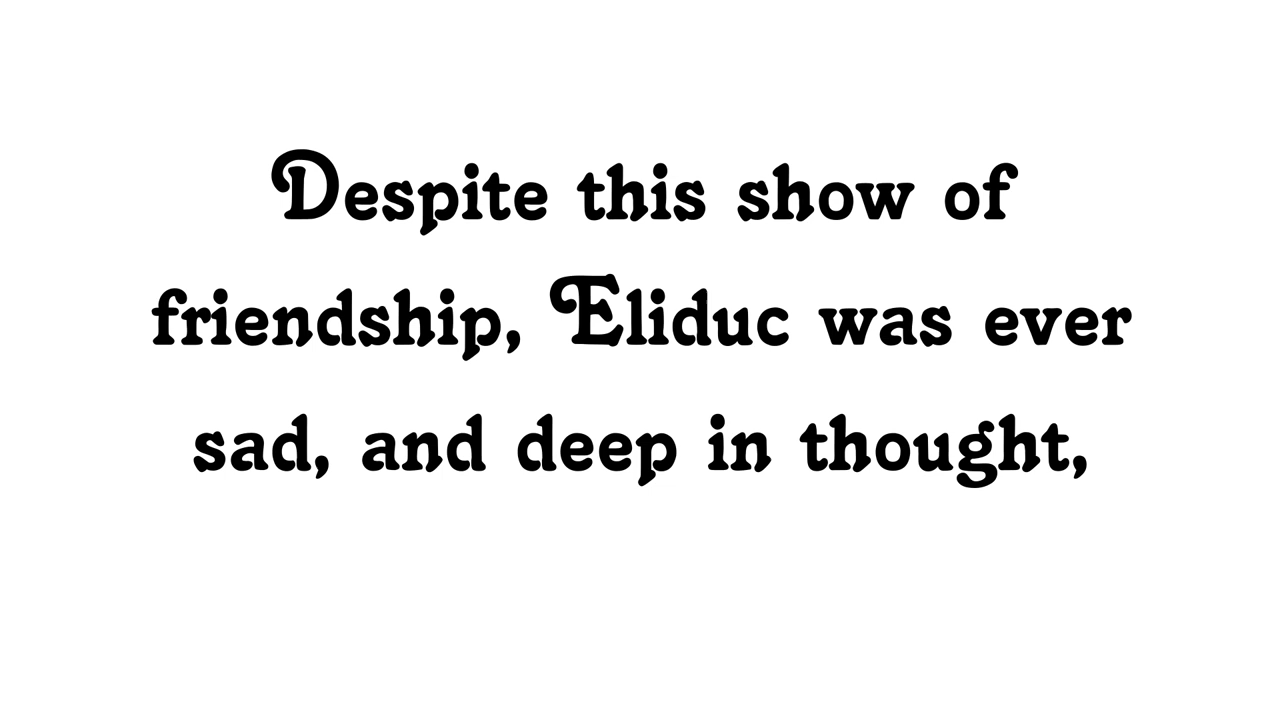 Despite this show of
friendship, Eliduc was ever
sad, and deep in thought,